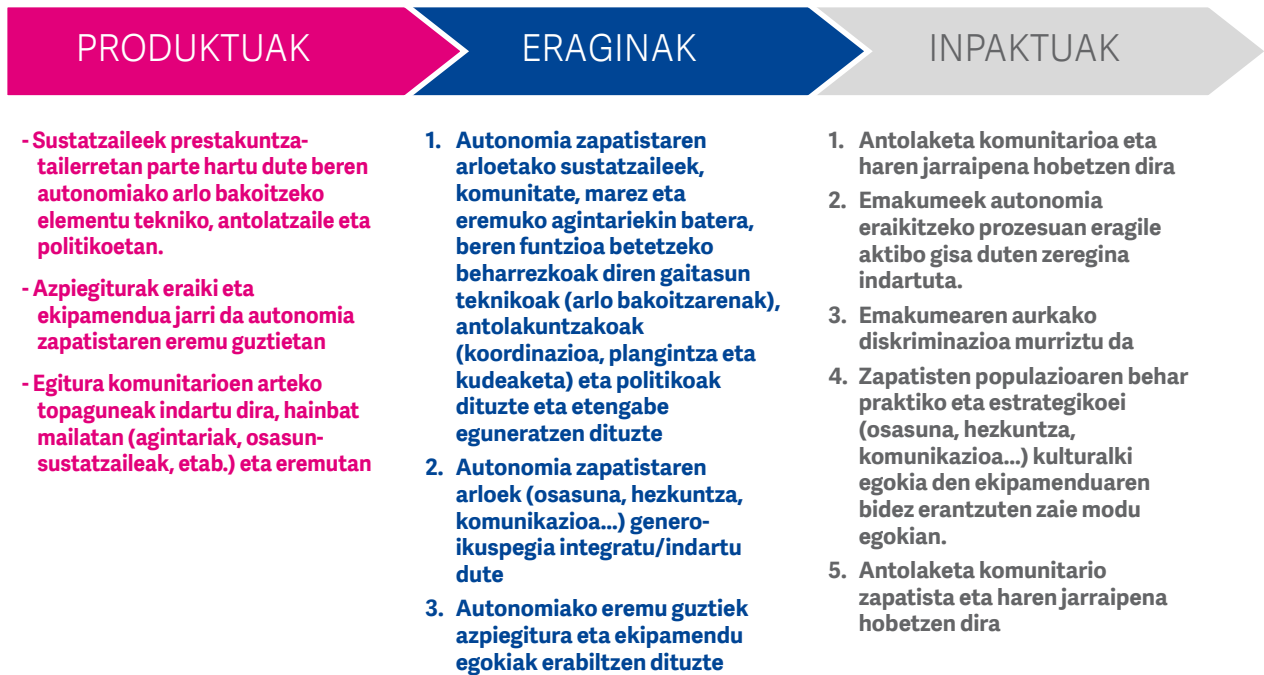 PRODUKTUAK
ERAGINAK
INPAKTUAK
- Sustatzaileek prestakuntza-
tailerretan parte hartu dute beren
autonomiako arlo bakoitzeko
elementu tekniko, antolatzaile eta
politikoetan.
- Azpiegiturak eraiki eta
ekipamendua jarri da autonomia
zapatistaren eremu guztietan
- Egitura komunitarioen arteko
topaguneak indartu dira, hainbat
mailatan (agintariak, osasun-
sustatzaileak, etab.) eta eremutan
1. Autonomia zapatistaren
arloetako sustatzaileek,
komunitate, marez eta
eremuko agintariekin batera,
beren funtzioa betetzeko
beharrezkoak diren gaitasun
teknikoak (arlo bakoitzarenak),
antolakuntzakoak
(koordinazioa, plangintza eta
kudeaketa) eta politikoak
dituzte eta etengabe
eguneratzen dituzte
2. Autonomia zapatistaren
arloek (osasuna, hezkuntza,
komunikazioa...) genero-
ikuspegia integratu/indartu
dute
3. Autonomiako eremu guztiek
azpiegitura eta ekipamendu
egokiak erabiltzen dituzte
1. Antolaketa komunitarioa eta
haren jarraipena hobetzen dira
2. Emakumeek autonomia
eraikitzeko prozesuan eragile
aktibo gisa duten zeregina
indartuta.
3. Emakumearen aurkako
diskriminazioa murriztu da
4. Zapatisten populazioaren behar
praktiko eta estrategikoei
(osasuna, hezkuntza,
komunikazioa...) kulturalki
egokia den ekipamenduaren
bidez erantzuten zaie modu
egokian.
5. Antolaketa komunitario
zapatista eta haren jarraipena
hobetzen dira